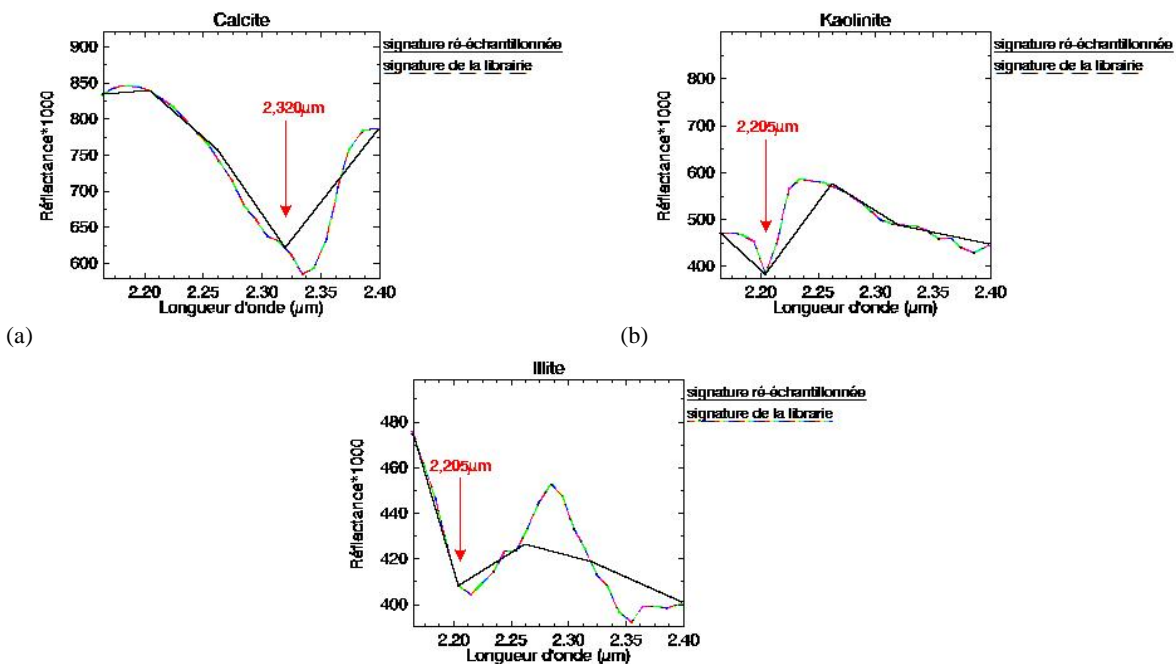 Calcite
signature ré-échantillonnée
signature de la librairie
900
850
800
750
700
650
600
Réflectance*1000
2,320µm
2.20 2.25 2.30 2.35 2.40
Longueur d'onde (µm)
(a)
Kaolinite
signature ré-échantillonnée
signature de la librairie
800
700
600
500
400
Réflectance*1000
2,205µm
2.20 2.25 2.30 2.35 2.40
Longueur d'onde (µm)
(b)
Illite
signature ré-échantillonnée
signature de la librarie
480
460
440
420
400
Réflectance*1000
2,205µm
2.20 2.25 2.30 2.35 2.40
Longueur d'onde (µm)